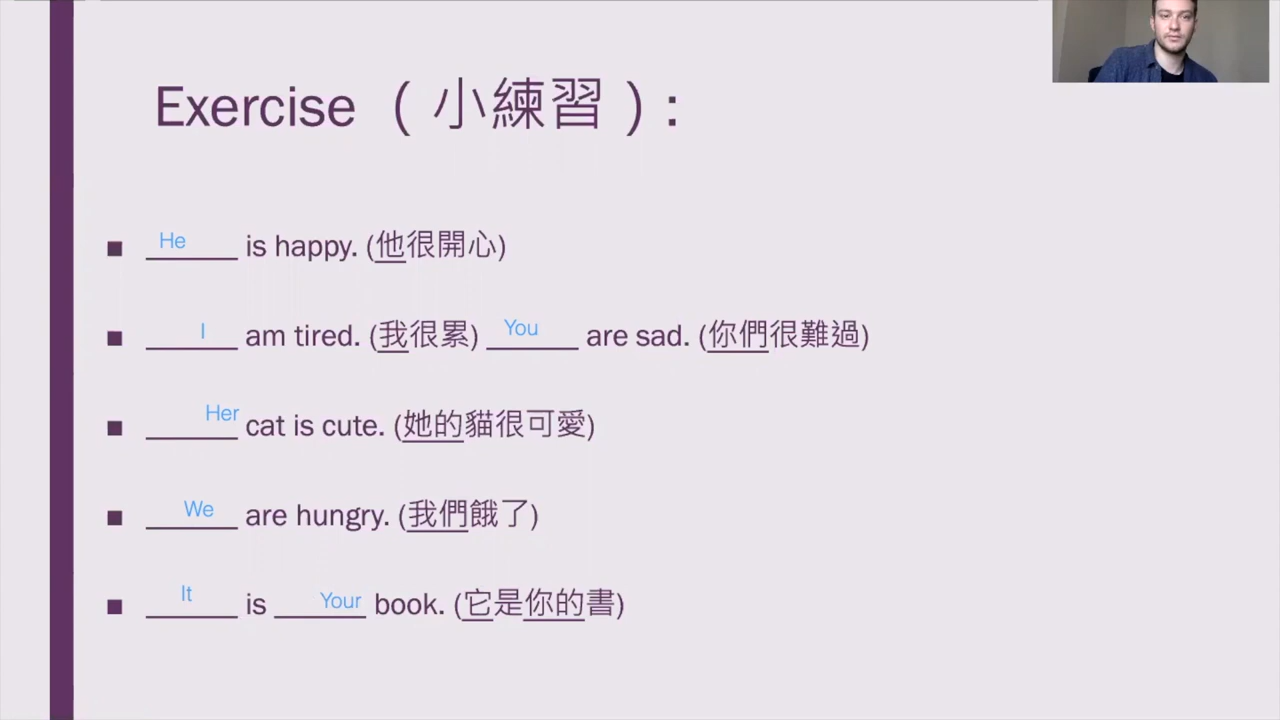 Exercise （小練習）:
■ He is happy. (他很開心)
■ I am tired. (我很累) You are sad. (你們很難過)
■ Her cat is cute. (她的貓很可愛)
■ We are hungry. (我們餓了)
■ It is Your book. (它是你的書)